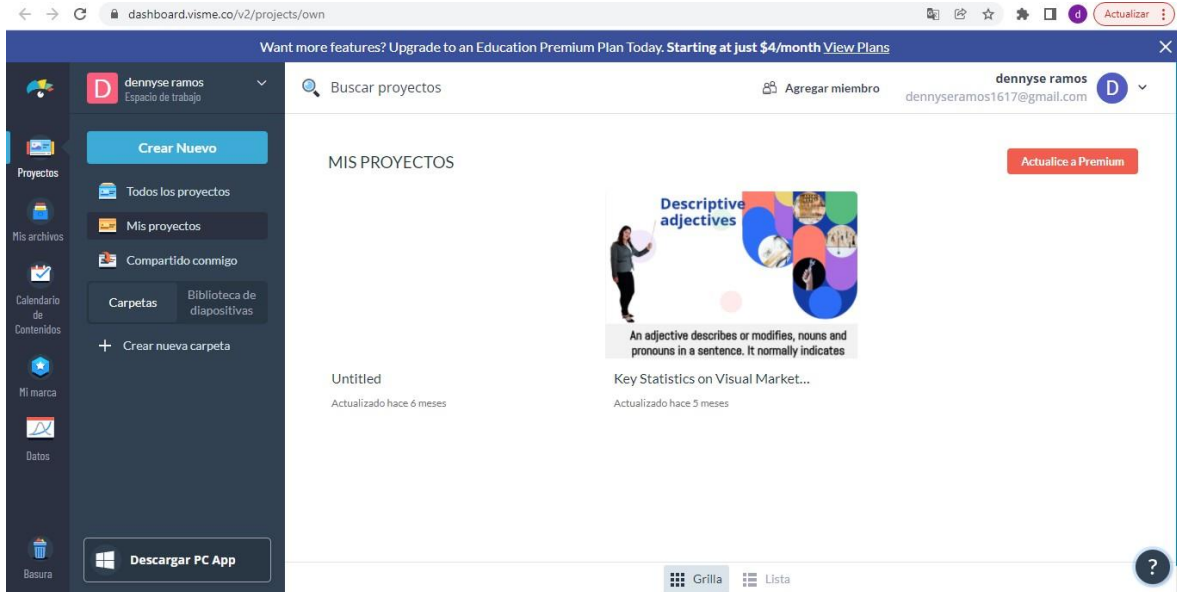 dashboard.visme.co/v2/projects/own
d
Actualizar
Want more features? Upgrade to an Education Premium Plan Today. Starting at just $4/month View Plans
D
dennyse ramos
Espacio de trabajo
Buscar proyectos
Agregar miembro
dennyse ramos
dennyseramos1617@gmail.com
D
Proyectos
Mis archivos
Calendario
de
Contenidos
Mi marca
Datos
Basura
Crear Nuevo
Todos los proyectos
Mis proyectos
Compartido conmigo
Carpetas
Biblioteca de
diapositivas
+ Crear nueva carpeta
Descargar PC App
MIS PROYECTOS
Actualice a Premium
Descriptive
adjectives
An adjective describes or modifies, nouns and
pronouns in a sentence. It normally indicates
Untitled
Actualizado hace 6 meses
Key Statistics on Visual Market...
Actualizado hace 5 meses
Grilla
Lista
?